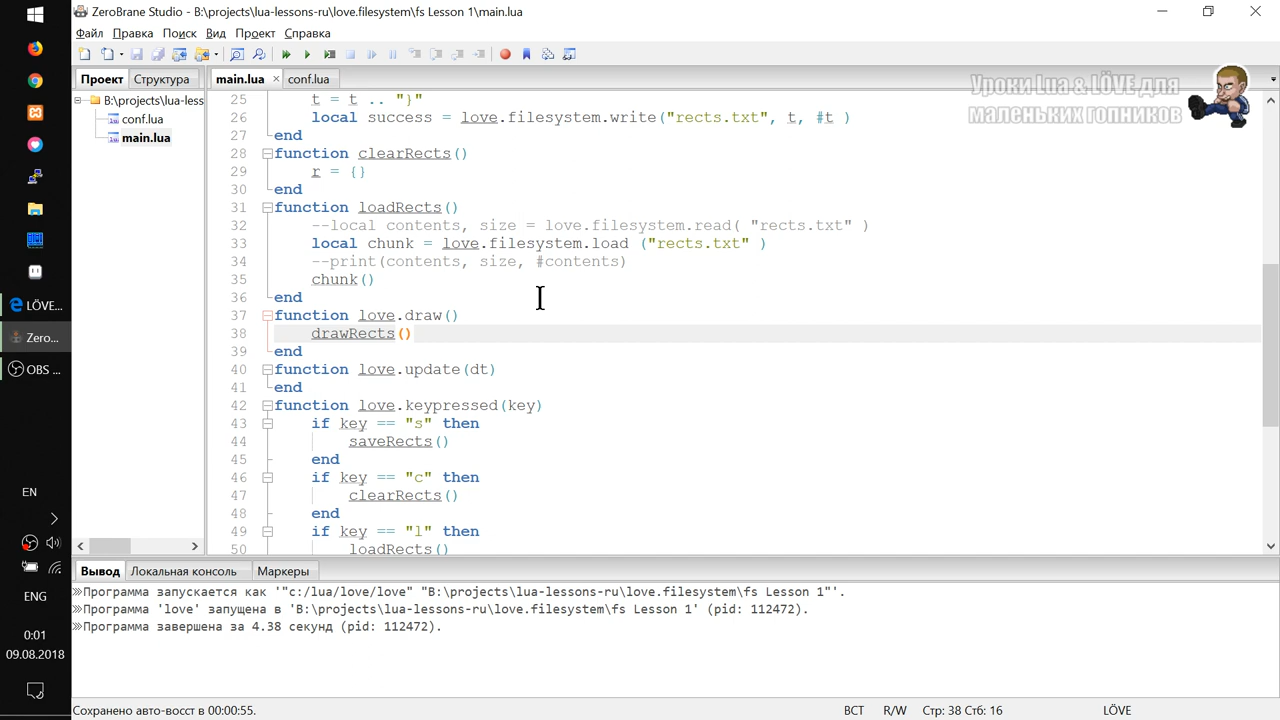 ZeroBrane Studio - B:\projects\lua-lessons-ru\love.filesystem\fs Lesson 1\main.lua
Файл Правка Поиск Вид Проект Справка
Проект Структура main.lua conf.lua
Уроки Lua & LÖVE для
маленьких гопников
B:\projects\lua-less
conf.lua
main.lua
25 t = t .. "}"
26 local success = love.filesystem.write("rects.txt", t, #t )
27 end
28 function clearRects()
29 r = {}
30 end
31 function loadRects()
32 --local contents, size = love.filesystem.read( "rects.txt" )
33 local chunk = love.filesystem.load ("rects.txt" )
34 --print(contents, size, #contents)
35 chunk()
36 end
37 function love.draw()
38 drawRects()
39 end
40 function love.update(dt)
41 end
42 function love.keypressed(key)
43 if key == "s" then
44 saveRects()
45 end
46 if key == "c" then
47 clearRects()
48 end
49 if key == "l" then
50 loadRects()
LÖVE...
Zero...
OBS ...
EN
ENG
0:01
09.08.2018
Вывод Локальная консоль Маркеры
Программа запускается как '"c:/lua/love/love" "B:\projects\lua-lessons-ru\love.filesystem\fs Lesson 1"'.
Программа 'love' запущена в 'B:\projects\lua-lessons-ru\love.filesystem\fs Lesson 1' (pid: 112472).
Программа завершена за 4.38 секунд (pid: 112472).
Сохранено авто-восст в 00:00:55. ВСТ R/W Стр: 38 Стб: 16 LÖVE